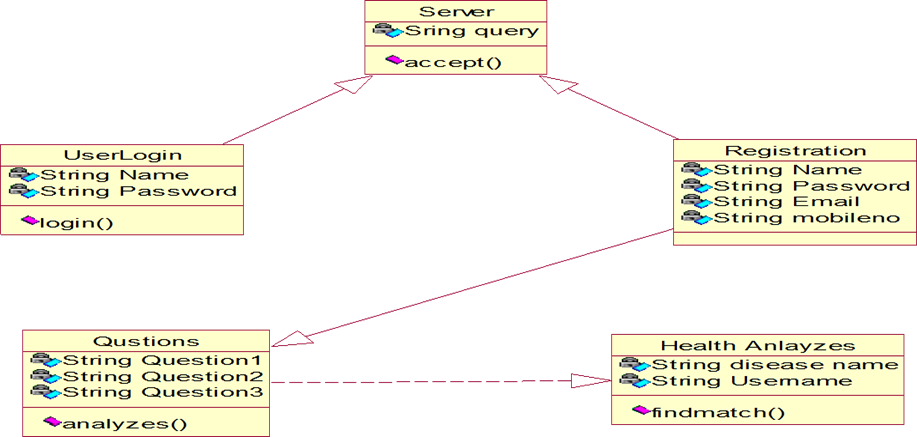 Server
Sring query
accept()
UserLogin
String Name
String Password
login()
Registration
String Name
String Password
String Email
String mobileno
Qustions
String Question1
String Question2
String Question3
analyzes()
Health Anlayzes
String disease name
String Username
findmatch()